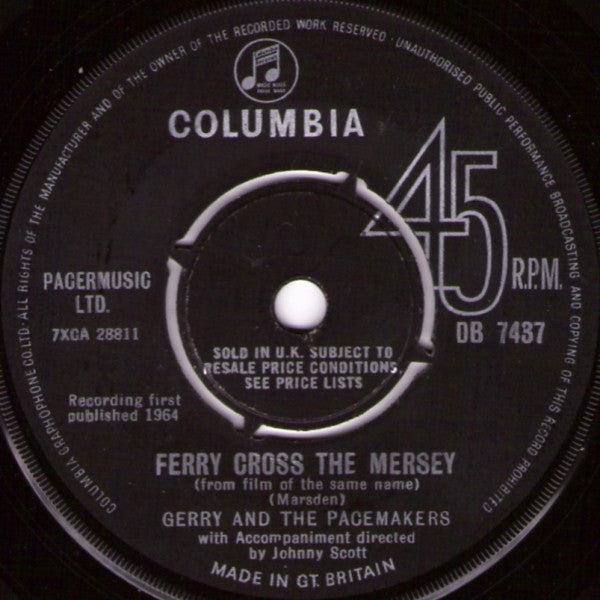 COLUMBIA GRAPHOPHONE CO. LTD · ALL RIGHTS OF THE MANUFACTURER AND OF THE OWNER OF THE RECORDED WORK RESERVED · UNAUTHORISED PUBLIC PERFORMANCE BROADCASTING AND COPYING OF THIS RECORD PROHIBITED
MAGIC NOTES
COLUMBIA
45
R.P.M.
PACERMUSIC
LTD.
7XCA 28811
DB 7437
SOLD IN U.K. SUBJECT TO
RESALE PRICE CONDITIONS,
SEE PRICE LISTS
Recording first
published 1964
FERRY CROSS THE MERSEY
(from film of the same name)
(Marsden)
GERRY AND THE PACEMAKERS
with Accompaniment directed
by Johnny Scott
MADE IN GT. BRITAIN